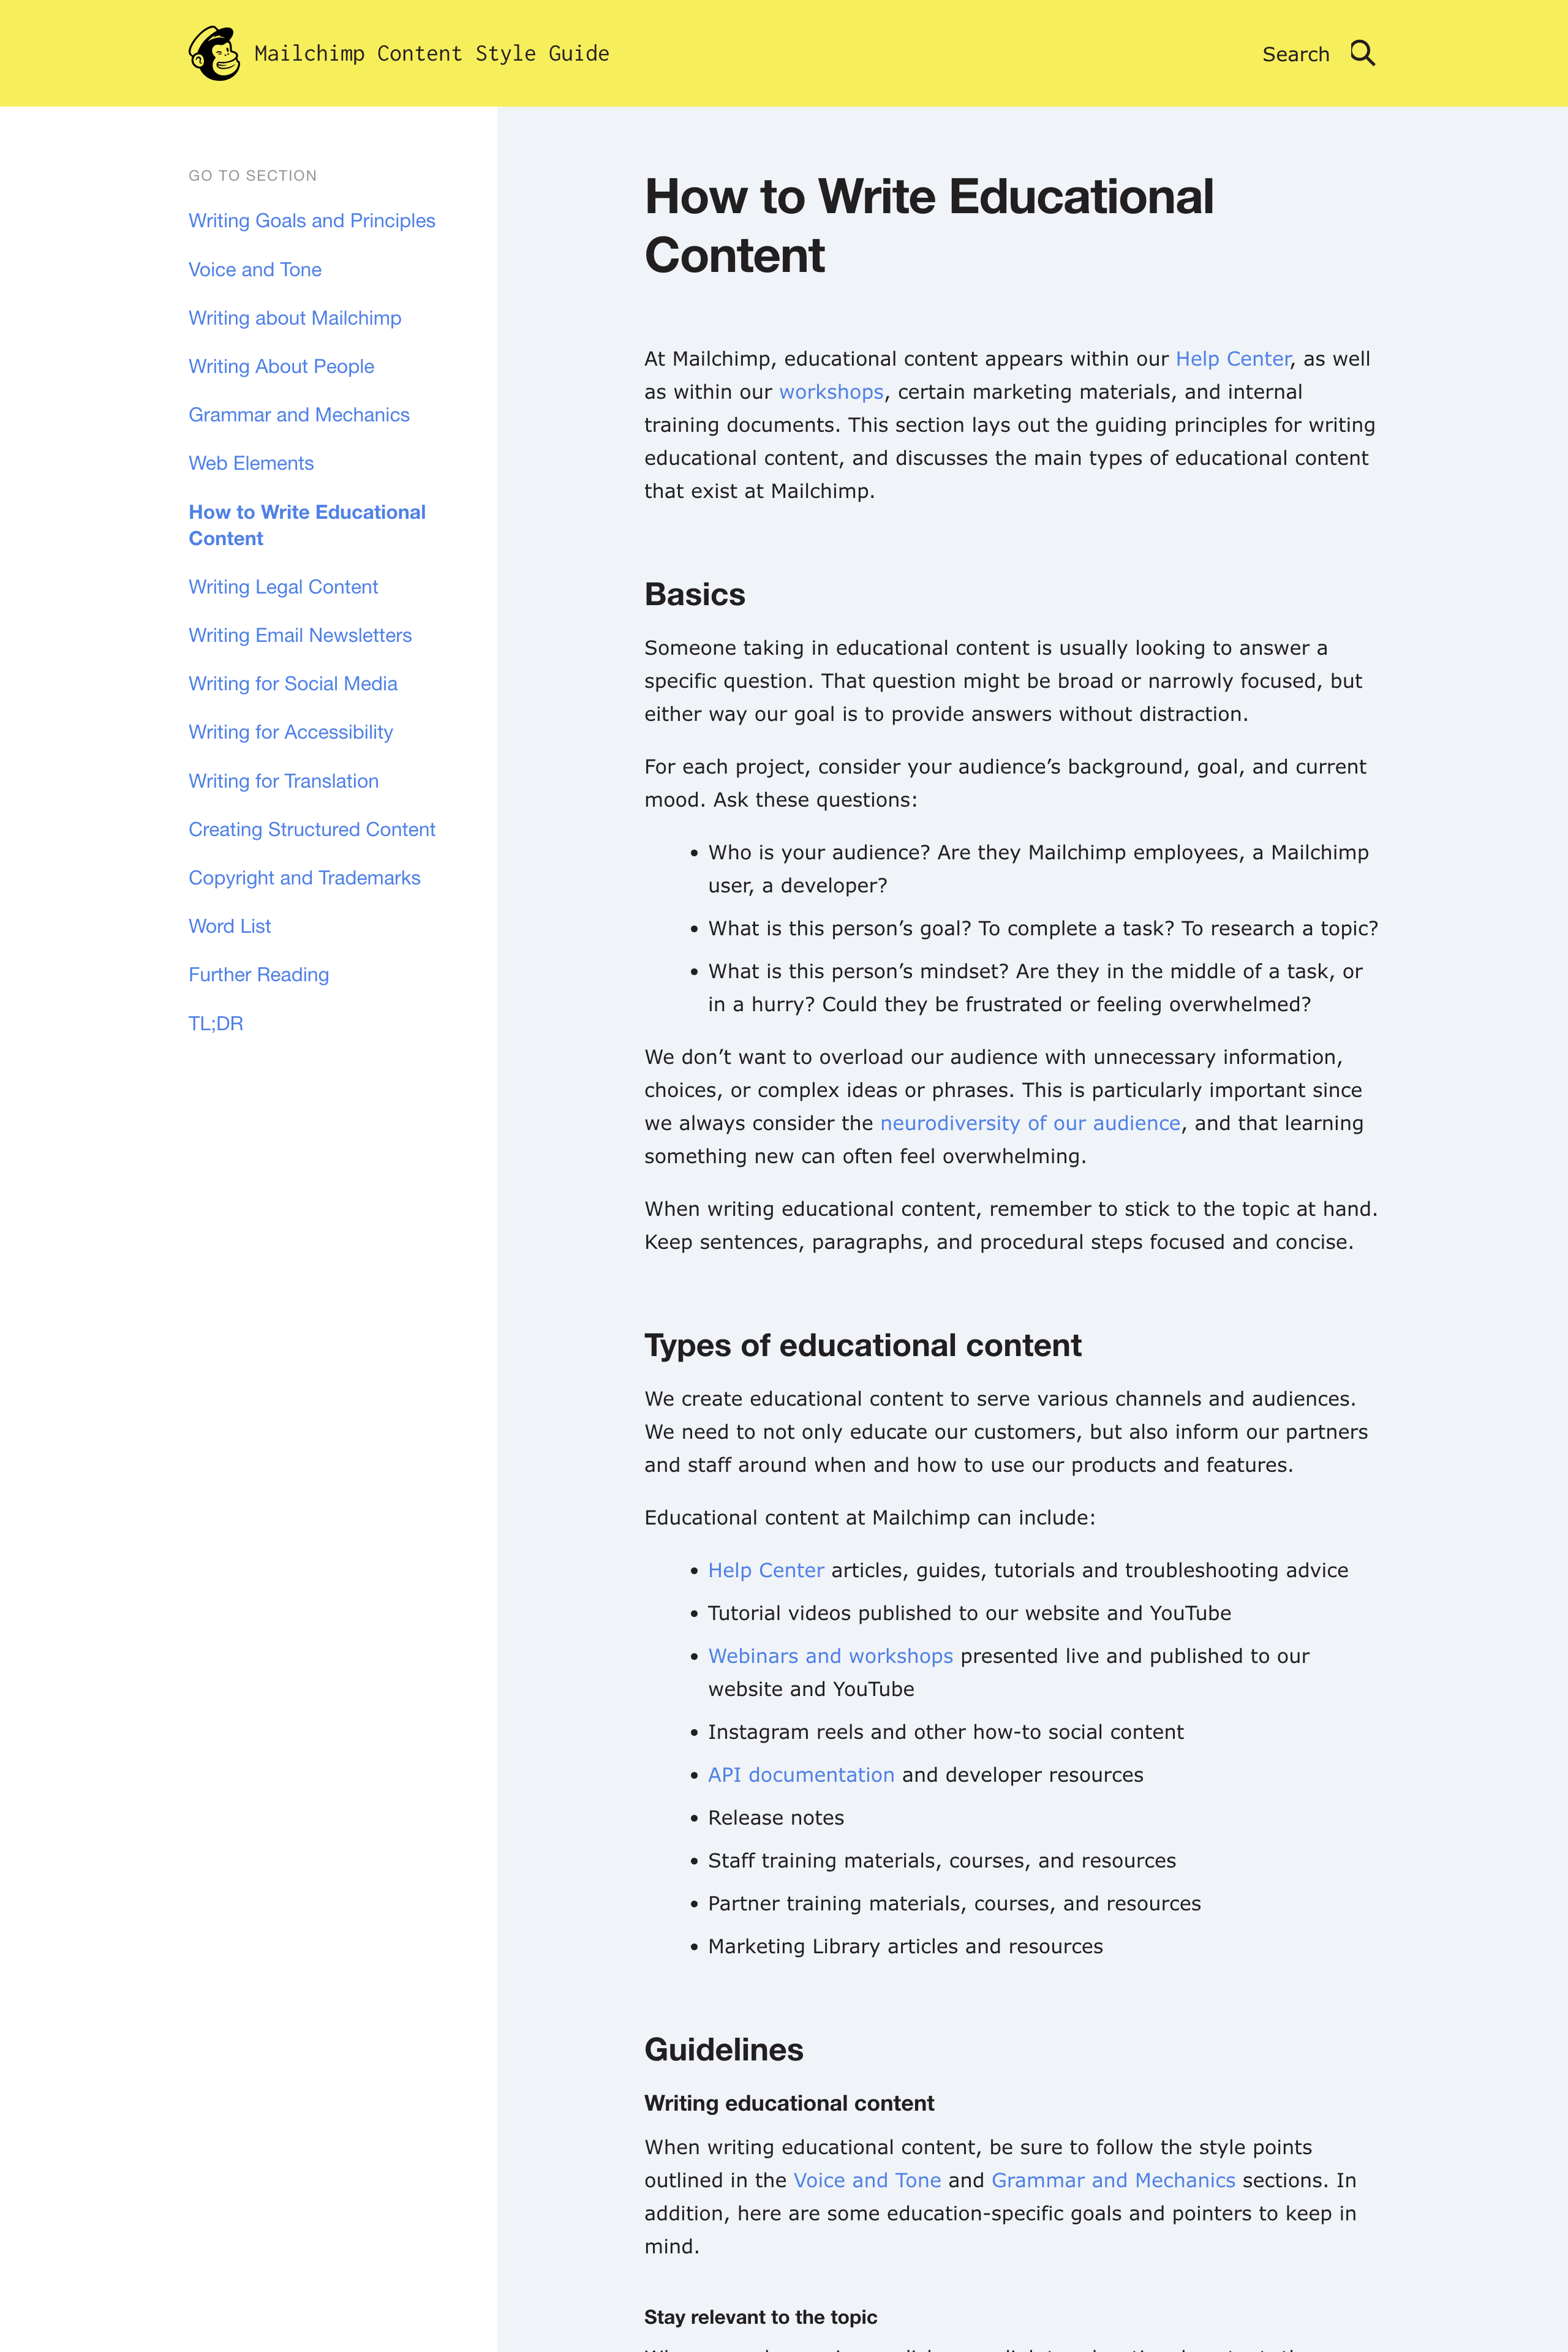 Mailchimp Content Style Guide
Search
GO TO SECTION
Writing Goals and Principles
Voice and Tone
Writing about Mailchimp
Writing About People
Grammar and Mechanics
Web Elements
How to Write Educational
Content
Writing Legal Content
Writing Email Newsletters
Writing for Social Media
Writing for Accessibility
Writing for Translation
Creating Structured Content
Copyright and Trademarks
Word List
Further Reading
TL;DR
How to Write Educational
Content
At Mailchimp, educational content appears within our Help Center, as well
as within our workshops, certain marketing materials, and internal
training documents. This section lays out the guiding principles for writing
educational content, and discusses the main types of educational content
that exist at Mailchimp.
Basics
Someone taking in educational content is usually looking to answer a
specific question. That question might be broad or narrowly focused, but
either way our goal is to provide answers without distraction.
For each project, consider your audience’s background, goal, and current
mood. Ask these questions:
• Who is your audience? Are they Mailchimp employees, a Mailchimp
user, a developer?
• What is this person’s goal? To complete a task? To research a topic?
• What is this person’s mindset? Are they in the middle of a task, or
in a hurry? Could they be frustrated or feeling overwhelmed?
We don’t want to overload our audience with unnecessary information,
choices, or complex ideas or phrases. This is particularly important since
we always consider the neurodiversity of our audience, and that learning
something new can often feel overwhelming.
When writing educational content, remember to stick to the topic at hand.
Keep sentences, paragraphs, and procedural steps focused and concise.
Types of educational content
We create educational content to serve various channels and audiences.
We need to not only educate our customers, but also inform our partners
and staff around when and how to use our products and features.
Educational content at Mailchimp can include:
• Help Center articles, guides, tutorials and troubleshooting advice
• Tutorial videos published to our website and YouTube
• Webinars and workshops presented live and published to our
website and YouTube
• Instagram reels and other how-to social content
• API documentation and developer resources
• Release notes
• Staff training materials, courses, and resources
• Partner training materials, courses, and resources
• Marketing Library articles and resources
Guidelines
Writing educational content
When writing educational content, be sure to follow the style points
outlined in the Voice and Tone and Grammar and Mechanics sections. In
addition, here are some education-specific goals and pointers to keep in
mind.
Stay relevant to the topic